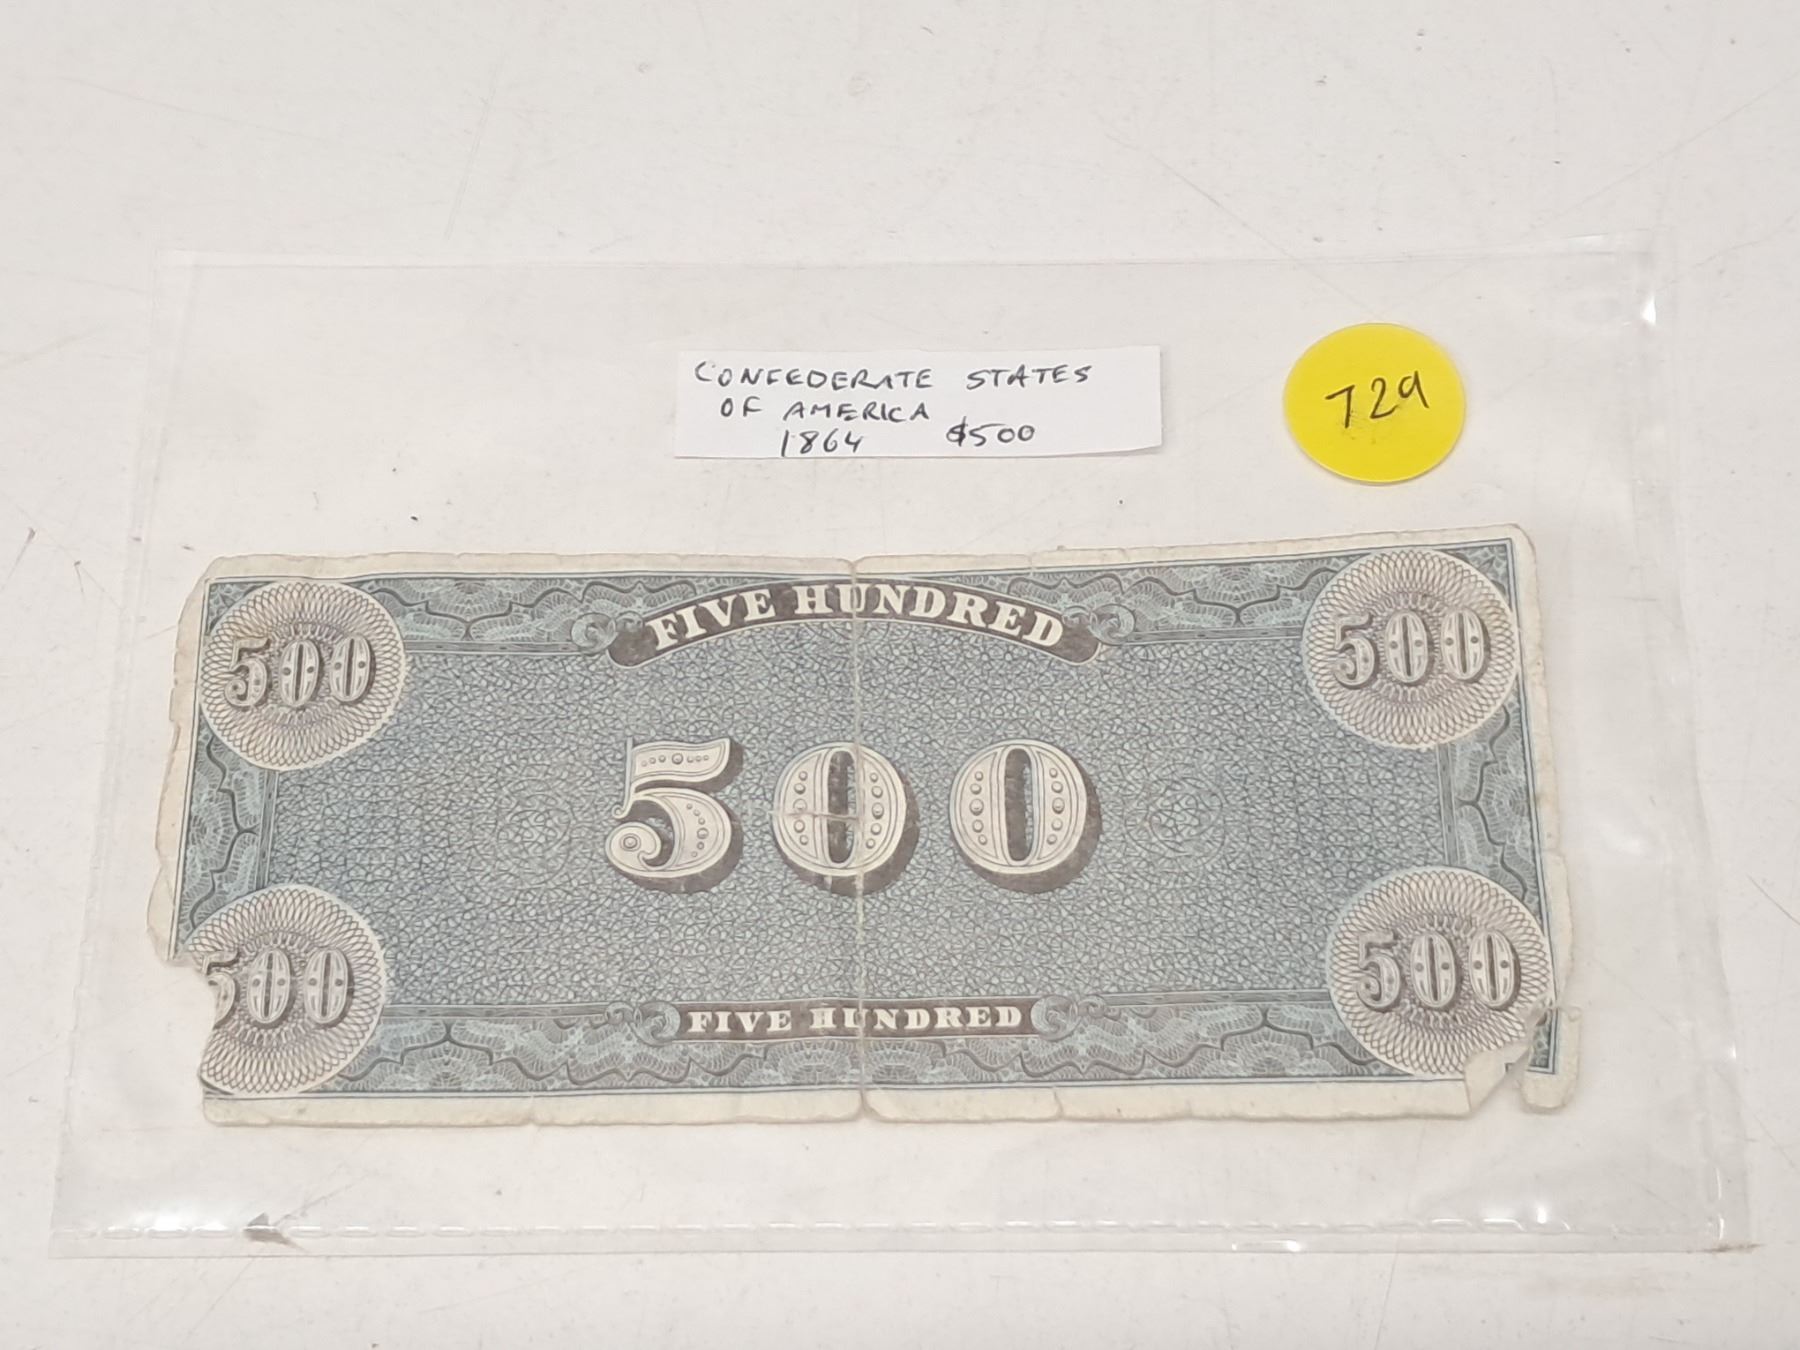 CONFEDERATE STATES
OF AMERICA
1864 $500
729
FIVE HUNDRED
500 500
500
500 500
FIVE HUNDRED